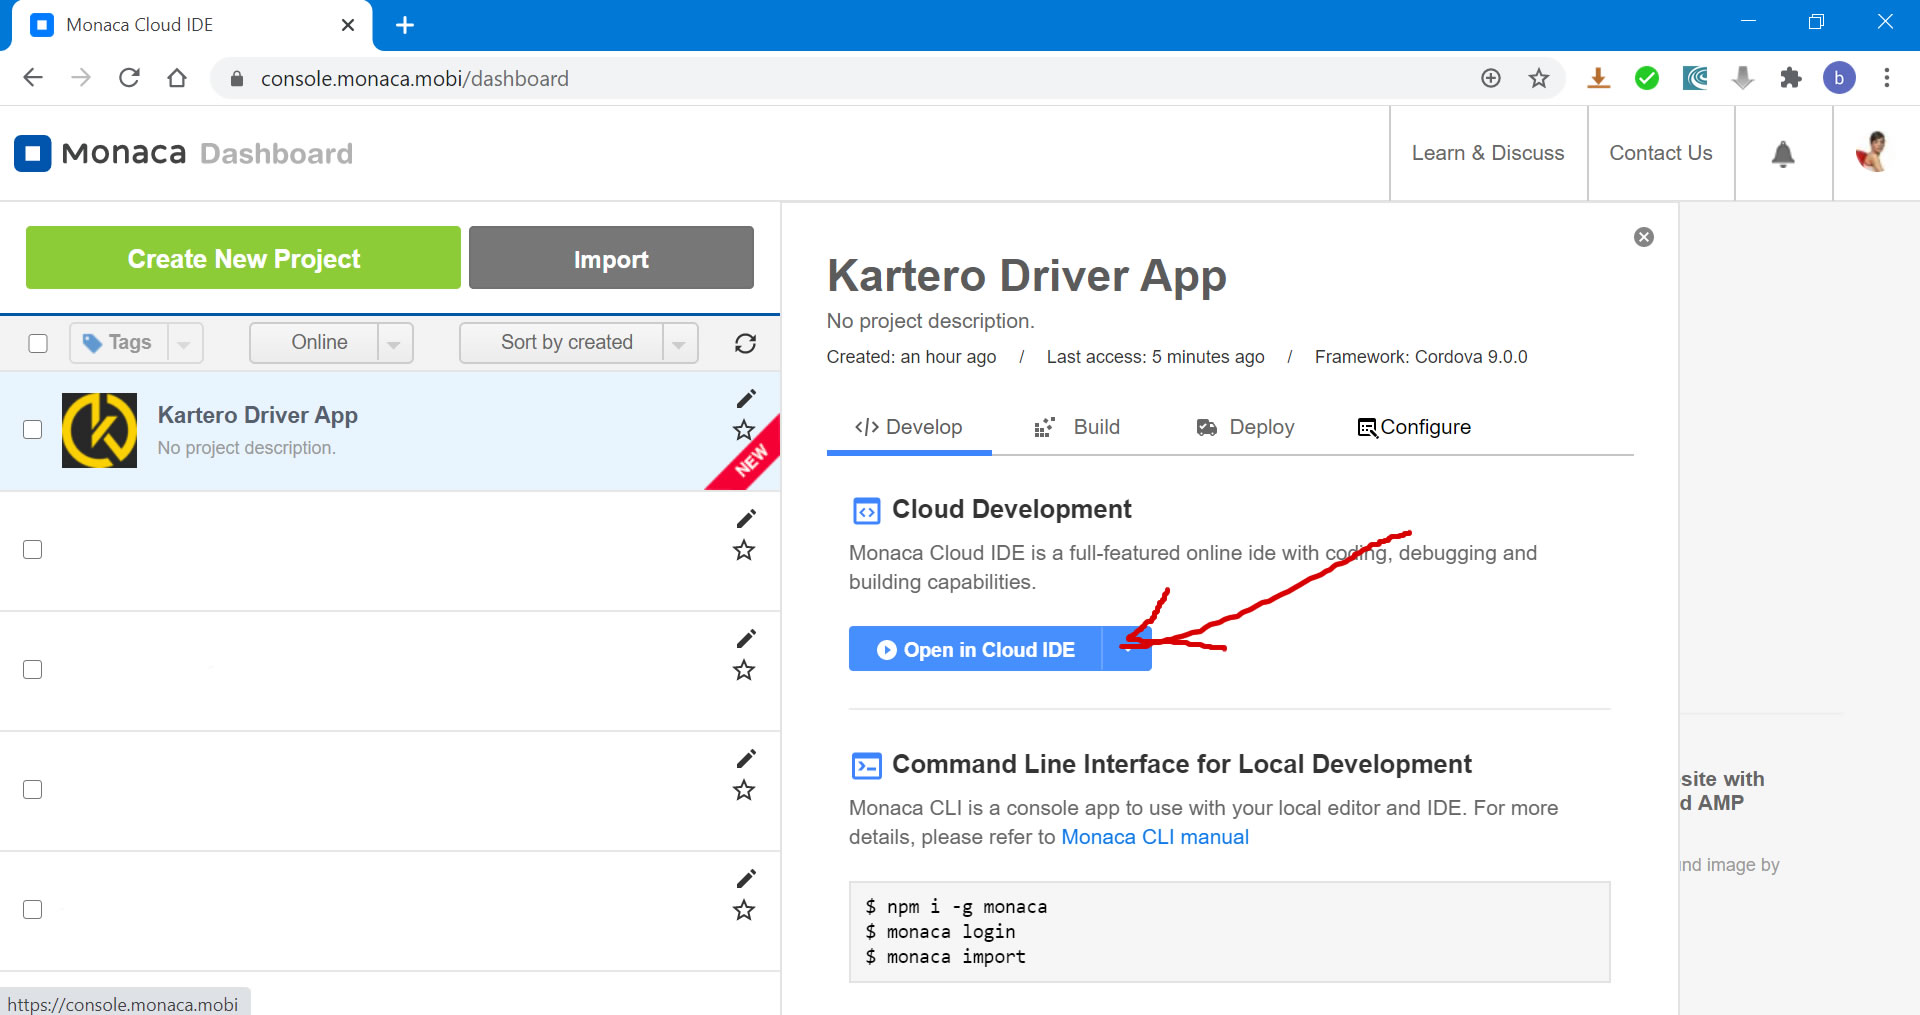 Monaca Cloud IDE
console.monaca.mobi/dashboard
b
Monaca Dashboard
Learn & Discuss
Contact Us
Create New Project
Import
Tags
Online
Sort by created
Kartero Driver App
No project description.
NEW
Kartero Driver App
No project description.
Created: an hour ago / Last access: 5 minutes ago / Framework: Cordova 9.0.0
</> Develop
Build
Deploy
Configure
Cloud Development
Monaca Cloud IDE is a full-featured online ide with coding, debugging and
building capabilities.
Open in Cloud IDE
Command Line Interface for Local Development
Monaca CLI is a console app to use with your local editor and IDE. For more
details, please refer to Monaca CLI manual
$ npm i -g monaca
$ monaca login
$ monaca import
site with
d AMP
nd image by
https://console.monaca.mobi